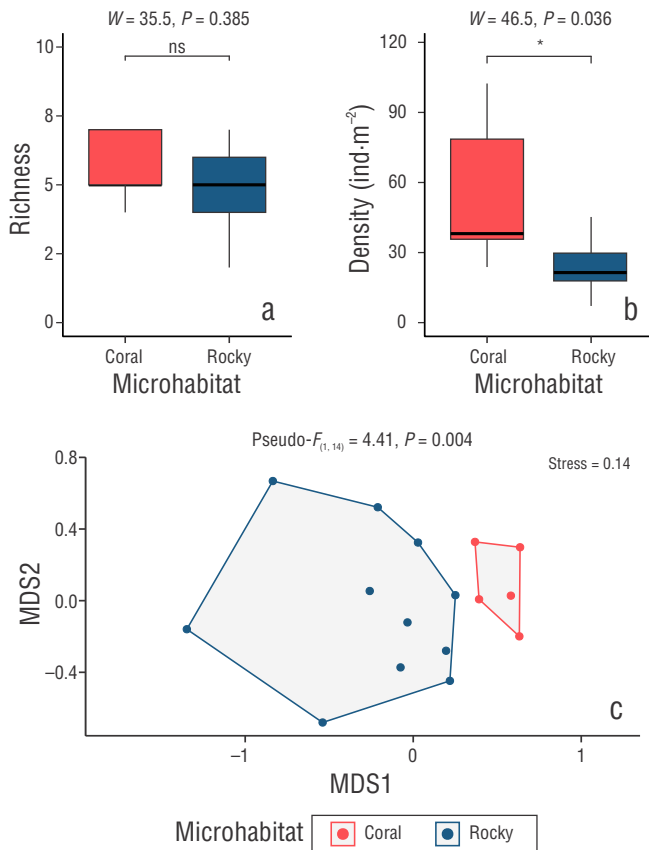 W = 35.5, P = 0.385
ns
10
8
5
2
0
Richness
a
Coral Rocky
Microhabitat
W = 46.5, P = 0.036
*
120
90
60
30
0
Density (ind·m⁻²)
b
Coral Rocky
Microhabitat
Pseudo-F(1, 14) = 4.41, P = 0.004
Stress = 0.14
0.8
0.4
0.0
−0.4
MDS2
c
−1 0 1
MDS1
Microhabitat Coral Rocky